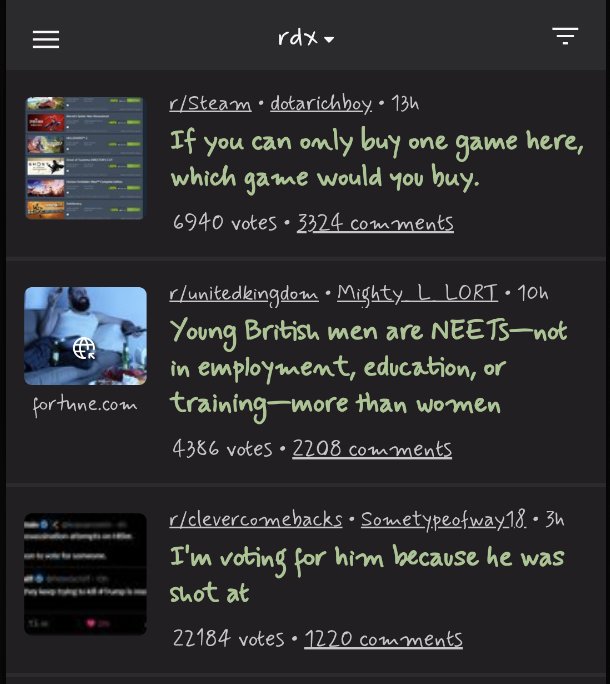 rdx
r/Steam • dotarichboy • 13h
If you can only buy one game here,
which game would you buy.
6940 votes • 3324 comments
r/unitedkingdom • Mighty_L_LORT • 10h
Young British men are NEETs—not
in employment, education, or
training—more than women
fortune.com
4386 votes • 2208 comments
r/clevercomebacks • Sometypeofway18 • 3h
I'm voting for him because he was
shot at
22184 votes • 1220 comments